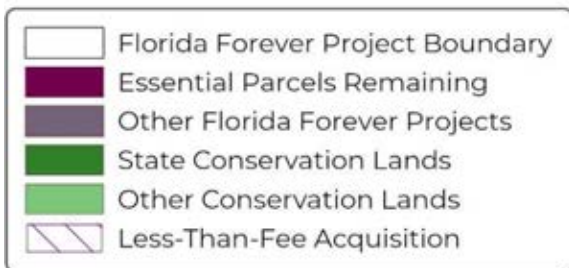 Florida Forever Project Boundary
Essential Parcels Remaining
Other Florida Forever Projects
State Conservation Lands
Other Conservation Lands
Less-Than-Fee Acquisition